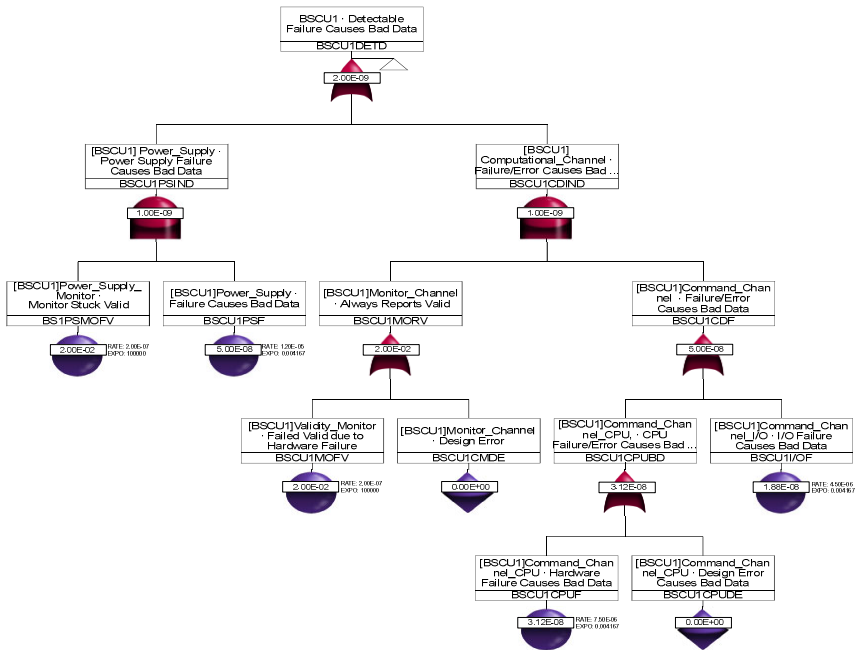 BSCU1 · Detectable
Failure Causes Bad Data
BSCU1DETD
2.00E-09
[BSCU1] Power_Supply ·
Power Supply Failure
Causes Bad Data
BSCU1PSIND
1.00E-09
[BSCU1]
Computational_Channel ·
Failure/Error Causes Bad ...
BSCU1CDIND
1.00E-09
[BSCU1]Power_Supply_
Monitor ·
Monitor Stuck Valid
BS1PSMOFV
2.00E-02
RATE: 2.00E-07
EXPO: 100000
[BSCU1]Power_Supply ·
Failure Causes Bad Data
BSCU1PSF
5.00E-08
RATE: 1.20E-05
EXPO: 0.004167
[BSCU1]Monitor_Channel
· Always Reports Valid
BSCU1MORV
2.00E-02
[BSCU1]Command_Chan
nel · Failure/Error
Causes Bad Data
BSCU1CDF
5.00E-08
[BSCU1]Validity_Monitor
· Failed Valid due to
Hardware Failure
BSCU1MOFV
2.00E-02
RATE: 2.00E-07
EXPO: 100000
[BSCU1]Monitor_Channel
· Design Error
BSCU1CMDE
0.00E+00
[BSCU1]Command_Chan
nel_CPU, · CPU
Failure/Error Causes Bad ...
BSCU1CPUBD
3.12E-08
[BSCU1]Command_Chan
nel_I/O · I/O Failure
Causes Bad Data
BSCU1I/OF
1.88E-08
RATE: 4.50E-06
EXPO: 0.004167
[BSCU1]Command_Chan
nel_CPU · Hardware
Failure Causes Bad Data
BSCU1CPUF
3.12E-08
RATE: 7.50E-06
EXPO: 0.004167
[BSCU1]Command_Chan
nel_CPU · Design Error
Causes Bad Data
BSCU1CPUDE
0.00E+00